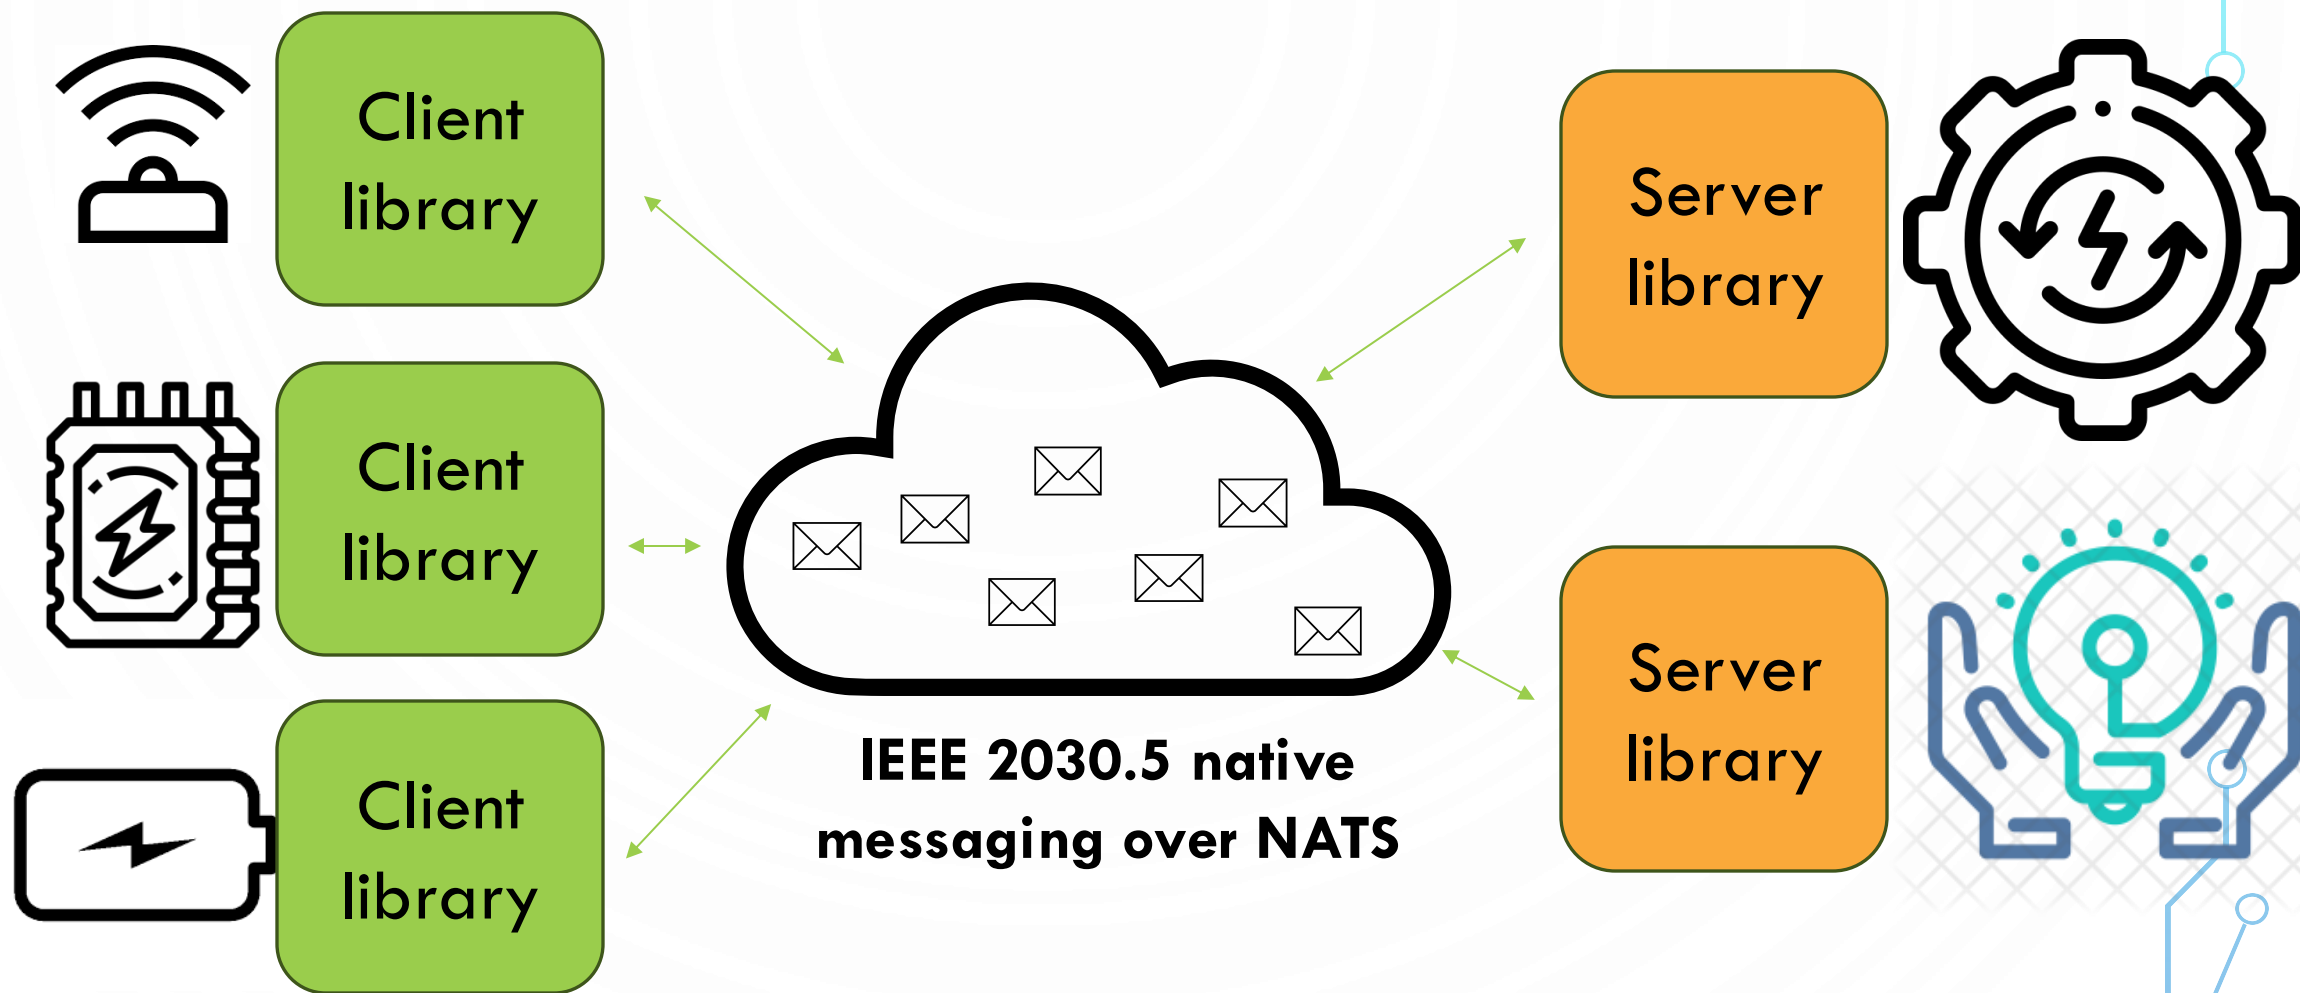 Client
library
Client
library
Client
library
IEEE 2030.5 native
messaging over NATS
Server
library
Server
library